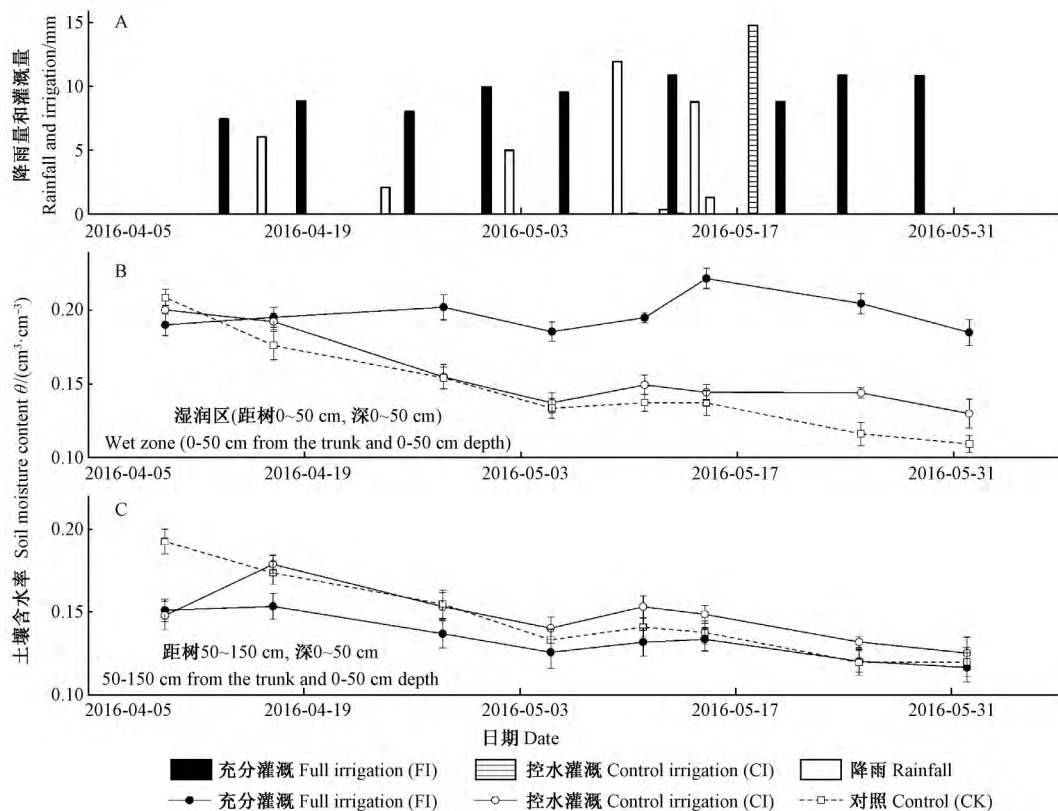 A
降雨量和灌溉量
Rainfall and irrigation/mm
15
10
5
0
2016-04-05 2016-04-19 2016-05-03 2016-05-17 2016-05-31
B
土壤含水率 Soil moisture content θ/(cm³·cm⁻³)
0.20
0.15
0.10
湿润区(距树0~50 cm, 深0~50 cm)
Wet zone (0-50 cm from the trunk and 0-50 cm depth)
2016-04-05 2016-04-19 2016-05-03 2016-05-17 2016-05-31
C
0.20
0.15
0.10
距树50~150 cm, 深0~50 cm
50-150 cm from the trunk and 0-50 cm depth
2016-04-05 2016-04-19 2016-05-03 2016-05-17 2016-05-31
日期 Date
充分灌溉 Full irrigation (FI) 控水灌溉 Control irrigation (CI) 降雨 Rainfall
充分灌溉 Full irrigation (FI) 控水灌溉 Control irrigation (CI) 对照 Control (CK)